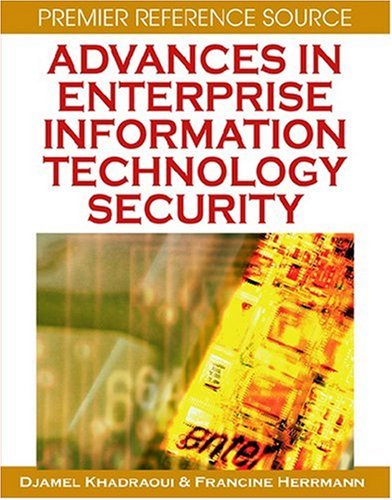 PREMIER REFERENCE SOURCE
ADVANCES IN
ENTERPRISE
INFORMATION
TECHNOLOGY
SECURITY
enter
DJAMEL KHADRAOUI & FRANCINE HERRMANN